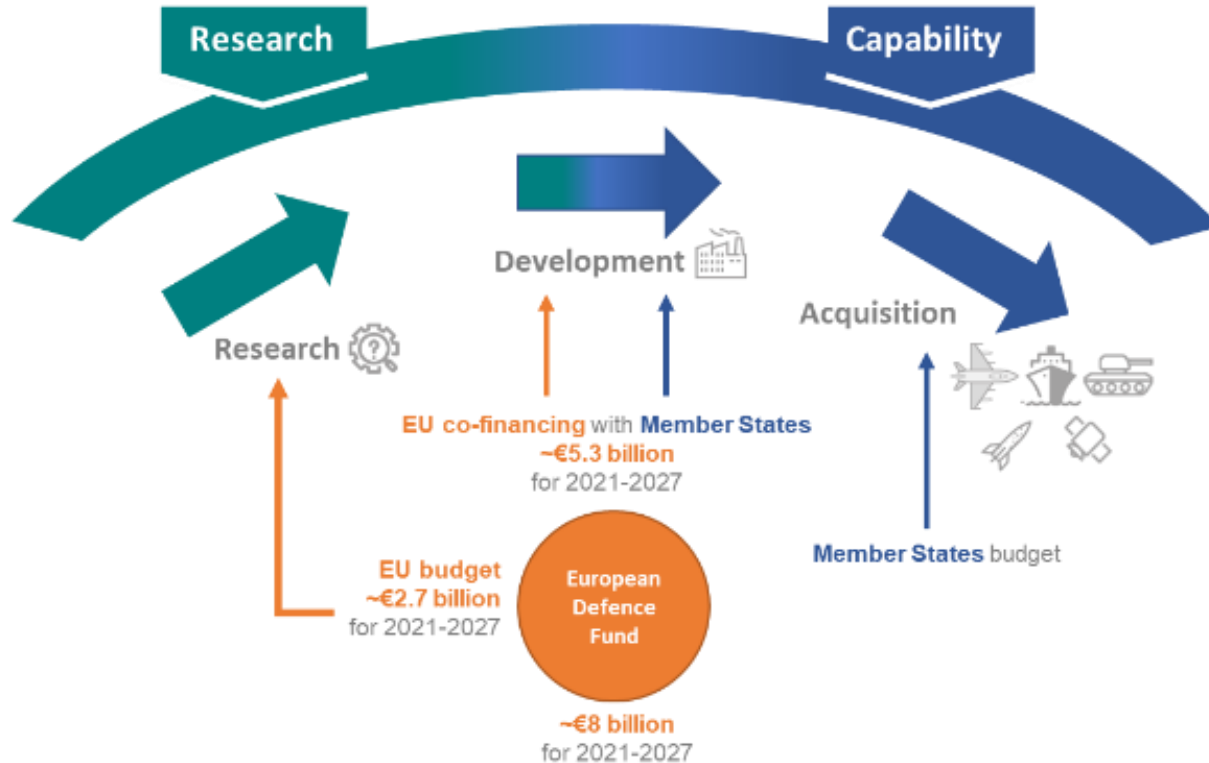 Research
Capability
Development
Research
Acquisition
EU co-financing with Member States
~€5.3 billion
for 2021-2027
EU budget
~€2.7 billion
for 2021-2027
European
Defence
Fund
~€8 billion
for 2021-2027
Member States budget